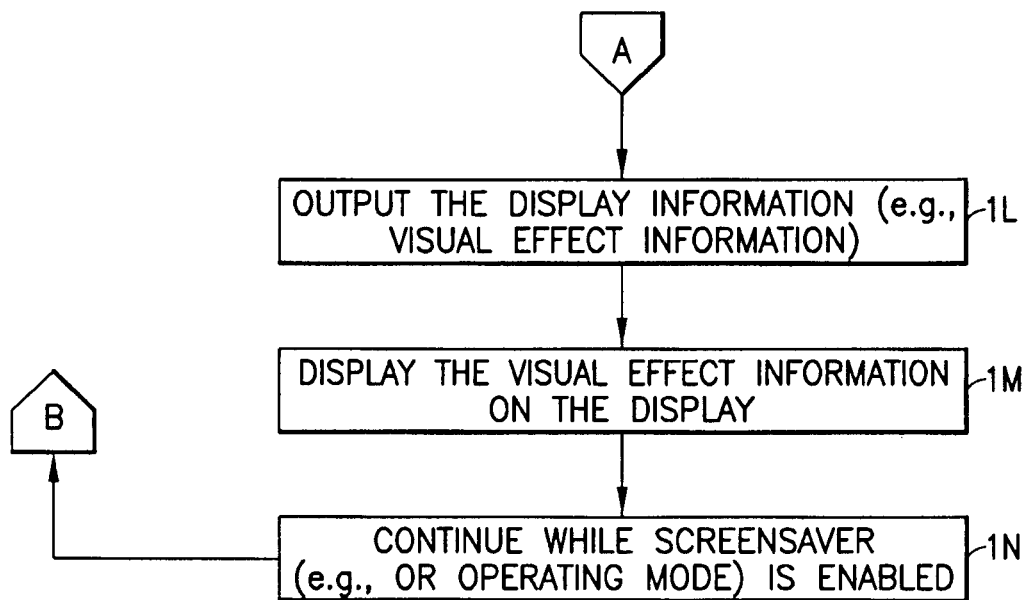 A
OUTPUT THE DISPLAY INFORMATION (e.g.,
VISUAL EFFECT INFORMATION)
1L
DISPLAY THE VISUAL EFFECT INFORMATION
ON THE DISPLAY
1M
B
CONTINUE WHILE SCREENSAVER
(e.g., OR OPERATING MODE) IS ENABLED
1N